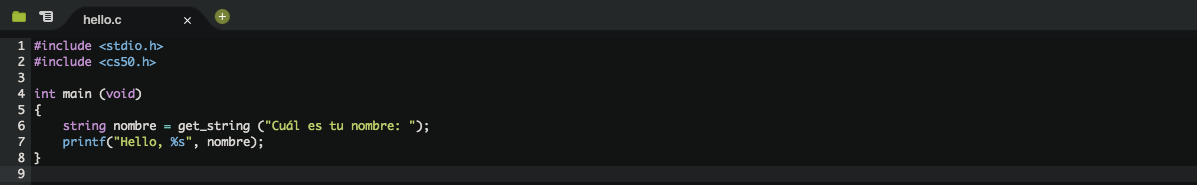 hello.c
1 #include <stdio.h>
2 #include <cs50.h>
3
4 int main (void)
5 {
6     string nombre = get_string ("Cuál es tu nombre: ");
7     printf("Hello, %s", nombre);
8 }
9